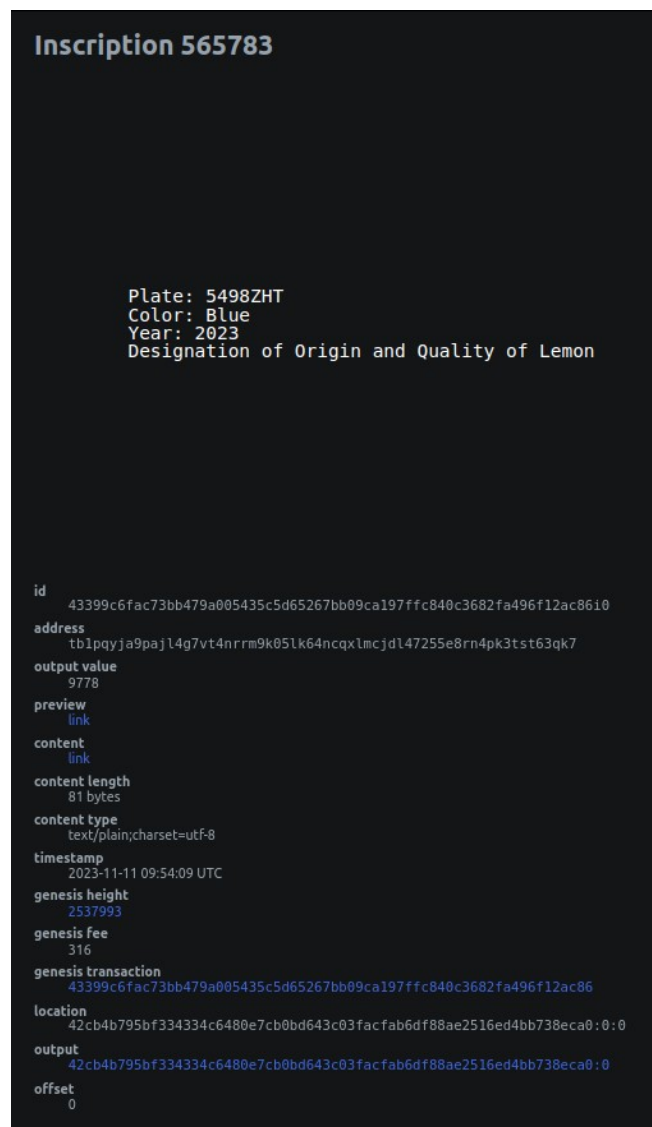 Inscription 565783
Plate: 5498ZHT
Color: Blue
Year: 2023
Designation of Origin and Quality of Lemon
id
43399c6fac73bb479a005435c5d65267bb09ca197ffc840c3682fa496f12ac86i0
address
tb1pqyja9pajl4g7vt4nrrm9k05lk64ncqxlmcjdl47255e8rn4pk3tst63qk7
output value
9778
preview
link
content
link
content length
81 bytes
content type
text/plain;charset=utf-8
timestamp
2023-11-11 09:54:09 UTC
genesis height
2537993
genesis fee
316
genesis transaction
43399c6fac73bb479a005435c5d65267bb09ca197ffc840c3682fa496f12ac86
location
42cb4b795bf334334c6480e7cb0bd643c03facfab6df88ae2516ed4bb738eca0:0:0
output
42cb4b795bf334334c6480e7cb0bd643c03facfab6df88ae2516ed4bb738eca0:0
offset
0